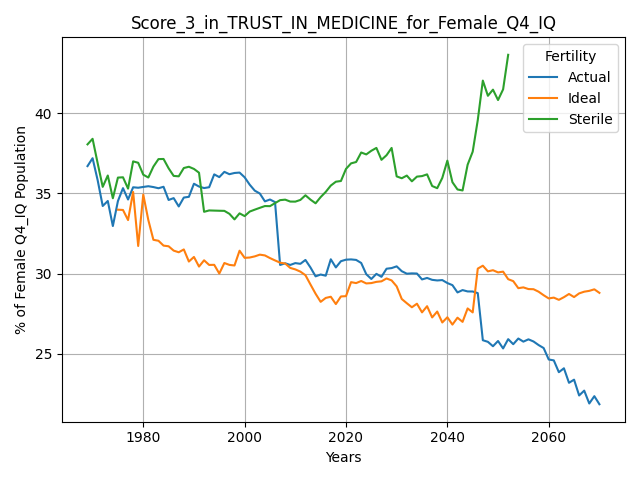 Score_3_in_TRUST_IN_MEDICINE_for_Female_Q4_IQ
Fertility
Actual
Ideal
Sterile
% of Female Q4_IQ Population
40
35
30
25
1980
2000
2020
2040
2060
Years